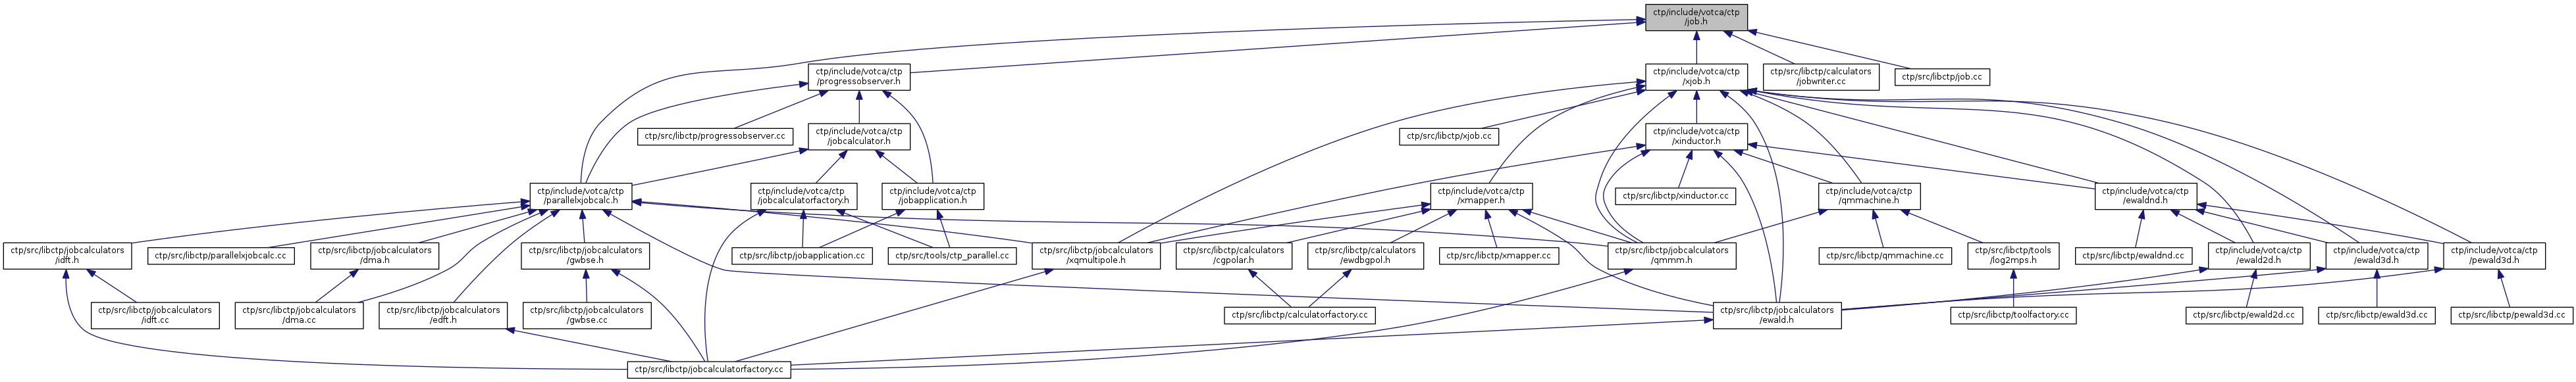 ctp/include/votca/ctp
/job.h
ctp/include/votca/ctp
/progressobserver.h
ctp/include/votca/ctp
/xjob.h
ctp/src/libctp/calculators
/jobwriter.cc
ctp/src/libctp/job.cc
ctp/src/libctp/progressobserver.cc
ctp/include/votca/ctp
/jobcalculator.h
ctp/src/libctp/xjob.cc
ctp/include/votca/ctp
/xinductor.h
ctp/include/votca/ctp
/parallelxjobcalc.h
ctp/include/votca/ctp
/jobcalculatorfactory.h
ctp/include/votca/ctp
/jobapplication.h
ctp/include/votca/ctp
/xmapper.h
ctp/src/libctp/xinductor.cc
ctp/include/votca/ctp
/qmmachine.h
ctp/include/votca/ctp
/ewaldnd.h
ctp/src/libctp/jobcalculators
/idft.h
ctp/src/libctp/parallelxjobcalc.cc
ctp/src/libctp/jobcalculators
/dma.h
ctp/src/libctp/jobcalculators
/gwbse.h
ctp/src/libctp/jobapplication.cc
ctp/src/tools/ctp_parallel.cc
ctp/src/libctp/jobcalculators
/xqmultipole.h
ctp/src/libctp/calculators
/cgpolar.h
ctp/src/libctp/calculators
/ewdbgpol.h
ctp/src/libctp/xmapper.cc
ctp/src/libctp/jobcalculators
/qmmm.h
ctp/src/libctp/qmmachine.cc
ctp/src/libctp/tools
/log2mps.h
ctp/src/libctp/ewaldnd.cc
ctp/include/votca/ctp
/ewald2d.h
ctp/include/votca/ctp
/ewald3d.h
ctp/include/votca/ctp
/pewald3d.h
ctp/src/libctp/jobcalculators
/idft.cc
ctp/src/libctp/jobcalculators
/dma.cc
ctp/src/libctp/jobcalculators
/edft.h
ctp/src/libctp/jobcalculators
/gwbse.cc
ctp/src/libctp/calculatorfactory.cc
ctp/src/libctp/jobcalculators
/ewald.h
ctp/src/libctp/toolfactory.cc
ctp/src/libctp/ewald2d.cc
ctp/src/libctp/ewald3d.cc
ctp/src/libctp/pewald3d.cc
ctp/src/libctp/jobcalculatorfactory.cc